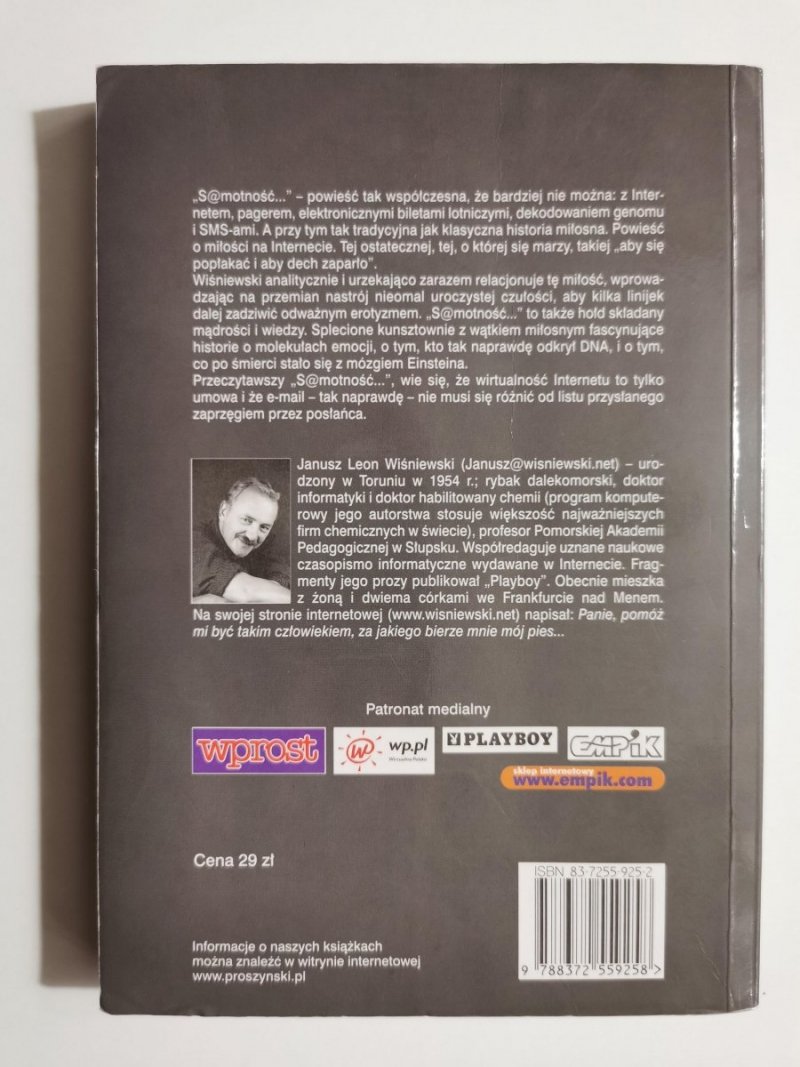 „S@motność...” – powieść tak współczesna, że bardziej nie można: z Inter-
netem, pagerem, elektronicznymi biletami lotniczymi, dekodowaniem genomu
i SMS-ami. A przy tym tak tradycyjna jak klasyczna historia miłosna. Powieść
o miłości na Internecie. Tej ostatecznej, tej, o której się marzy, takiej „aby się
popłakać i aby dech zaparło”.
Wiśniewski analitycznie i urzekająco zarazem relacjonuje tę miłość, wprowa-
dzając na przemian nastrój nieomal uroczystej czułości, aby kilka linijek
dalej zadziwić odważnym erotyzmem. „S@motność...” to także hołd składany
mądrości i wiedzy. Splecione kunsztownie z wątkiem miłosnym fascynujące
historie o molekułach emocji, o tym, kto tak naprawdę odkrył DNA, i o tym,
co po śmierci stało się z mózgiem Einsteina.
Przeczytawszy „S@motność...”, wie się, że wirtualność Internetu to tylko
umowa i że e-mail – tak naprawdę – nie musi się różnić od listu przysłanego
zaprzęgiem przez posłańca.
Janusz Leon Wiśniewski (Janusz@wisniewski.net) – uro-
dzony w Toruniu w 1954 r.; rybak dalekomorski, doktor
informatyki i doktor habilitowany chemii (program kompute-
rowy jego autorstwa stosuje większość najważniejszych
firm chemicznych w świecie), profesor Pomorskiej Akademii
Pedagogicznej w Słupsku. Współredaguje uznane naukowe
czasopismo informatyczne wydawane w Internecie. Frag-
menty jego prozy publikował „Playboy”. Obecnie mieszka
z żoną i dwiema córkami we Frankfurcie nad Menem.
Na swojej stronie internetowej (www.wisniewski.net) napisał: Panie, pomóż
mi być takim człowiekiem, za jakiego bierze mnie mój pies...
Patronat medialny
wprost
W wp.pl
Wirtualna Polska
PLAYBOY
EMPiK
sklep internetowy
www.empik.com
Cena 29 zł
ISBN 83-7255-925-2
9 788372 559258 >
Informacje o naszych książkach
można znaleźć w witrynie internetowej
www.proszynski.pl